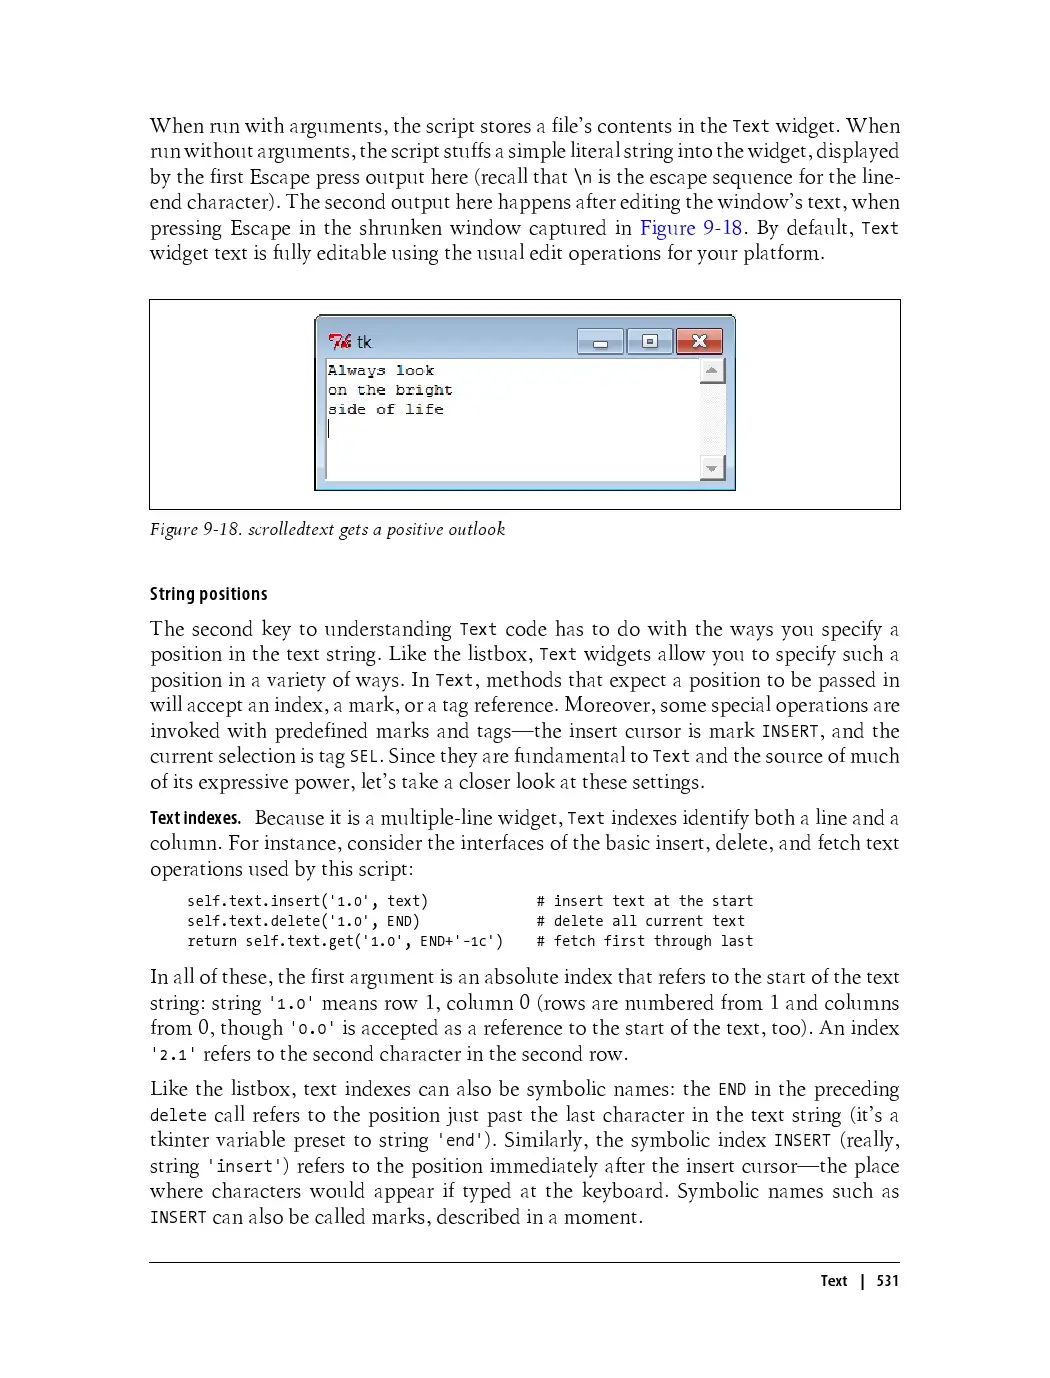 When run with arguments, the script stores a file’s contents in the Text widget. When
run without arguments, the script stuffs a simple literal string into the widget, displayed
by the first Escape press output here (recall that \n is the escape sequence for the line-
end character). The second output here happens after editing the window’s text, when
pressing Escape in the shrunken window captured in Figure 9-18. By default, Text
widget text is fully editable using the usual edit operations for your platform.
tk
Always look
on the bright
side of life
Figure 9-18. scrolledtext gets a positive outlook
String positions
The second key to understanding Text code has to do with the ways you specify a
position in the text string. Like the listbox, Text widgets allow you to specify such a
position in a variety of ways. In Text, methods that expect a position to be passed in
will accept an index, a mark, or a tag reference. Moreover, some special operations are
invoked with predefined marks and tags—the insert cursor is mark INSERT, and the
current selection is tag SEL. Since they are fundamental to Text and the source of much
of its expressive power, let’s take a closer look at these settings.
Text indexes. Because it is a multiple-line widget, Text indexes identify both a line and a
column. For instance, consider the interfaces of the basic insert, delete, and fetch text
operations used by this script:
self.text.insert('1.0', text) # insert text at the start
self.text.delete('1.0', END) # delete all current text
return self.text.get('1.0', END+'-1c') # fetch first through last
In all of these, the first argument is an absolute index that refers to the start of the text
string: string '1.0' means row 1, column 0 (rows are numbered from 1 and columns
from 0, though '0.0' is accepted as a reference to the start of the text, too). An index
'2.1' refers to the second character in the second row.
Like the listbox, text indexes can also be symbolic names: the END in the preceding
delete call refers to the position just past the last character in the text string (it’s a
tkinter variable preset to string 'end'). Similarly, the symbolic index INSERT (really,
string 'insert') refers to the position immediately after the insert cursor—the place
where characters would appear if typed at the keyboard. Symbolic names such as
INSERT can also be called marks, described in a moment.
Text | 531